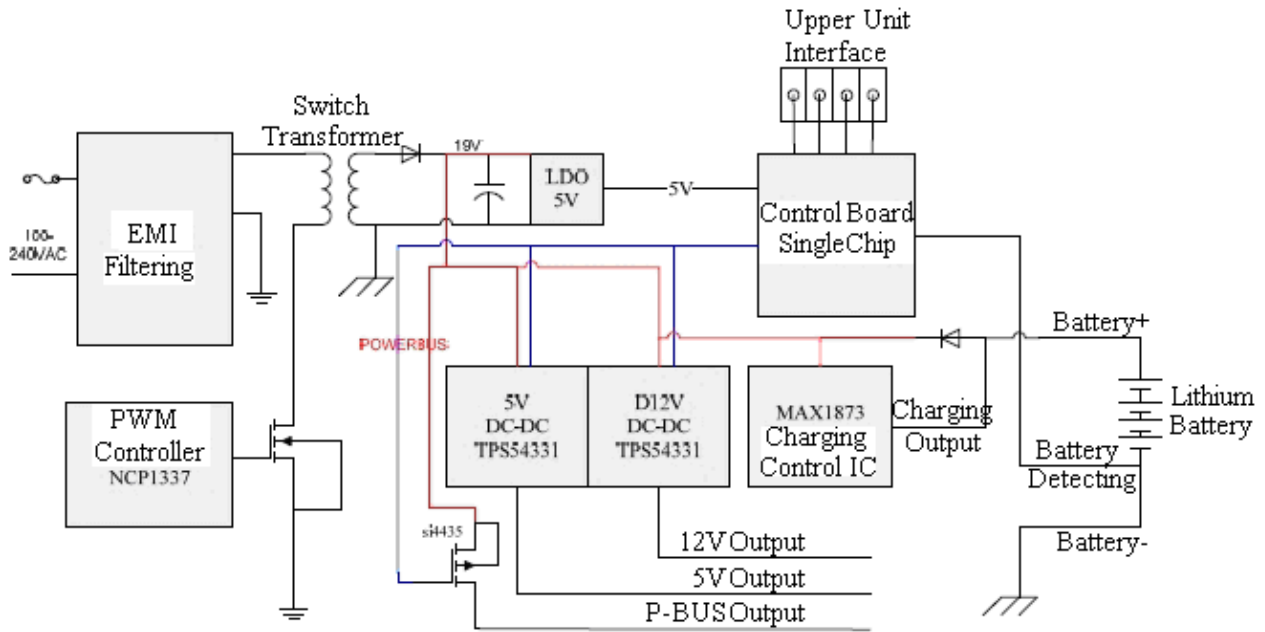 Upper Unit
Interface
Switch
Transformer
19V
LDO
5V
5V
Control Board
SingleChip
EMI
Filtering
100-
240VAC
POWERBUS
Battery+
PWM
Controller
NCP1337
5V
DC-DC
TPS54331
D12V
DC-DC
TPS54331
MAX1873
Charging
Control IC
Charging
Output
Lithium
Battery
Battery
Detecting
si4435
12V Output
Battery-
5V Output
P-BUS Output